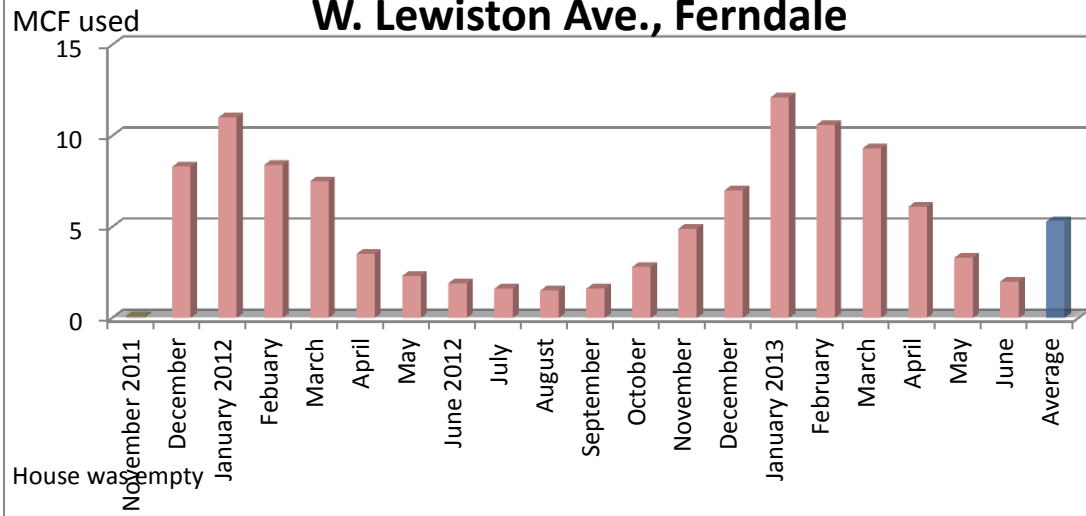 W. Lewiston Ave., Ferndale
MCF used
15
10
5
0
November 2011
December
January 2012
Febuary
March
April
May
June 2012
July
August
September
October
November
December
January 2013
February
March
April
May
June
Average
House was empty